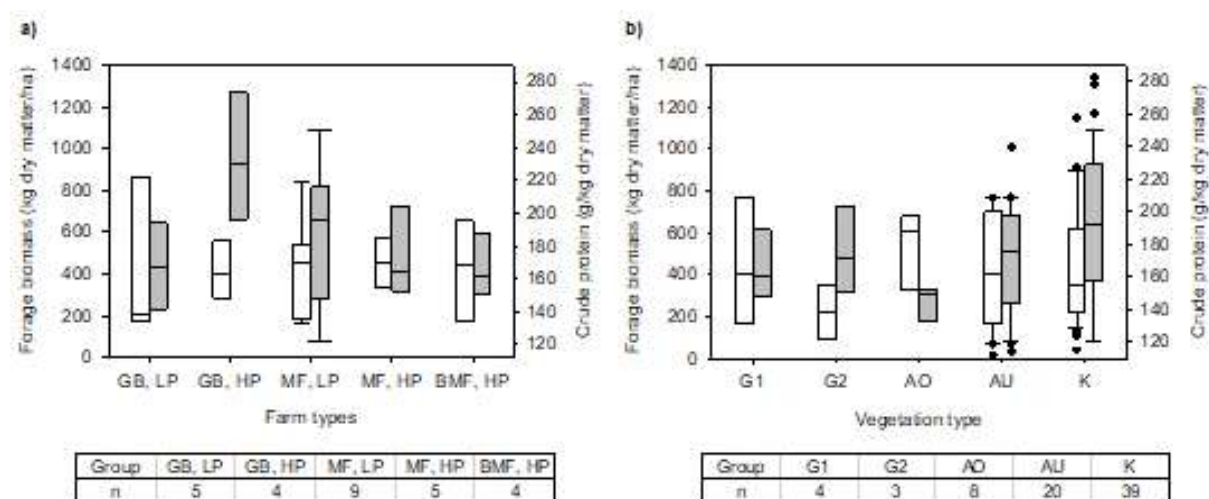 a)
Forage biomass (kg dry matter/ha)
1400
1200
1000
800
600
400
200
0
280
260
240
220
200
180
160
140
120
Crude protein (g/kg dry matter)
GB, LP GB, HP MF, LP MF, HP BMF, HP
Farm types
Group GB, LP GB, HP MF, LP MF, HP BMF, HP
n 5 4 9 5 4
b)
Forage biomass (kg dry matter/ha)
1400
1200
1000
800
600
400
200
0
280
260
240
220
200
180
160
140
120
Crude protein (g/kg dry matter)
G1 G2 AO AU K
Vegetation type
Group G1 G2 AO AU K
n 4 3 8 20 39